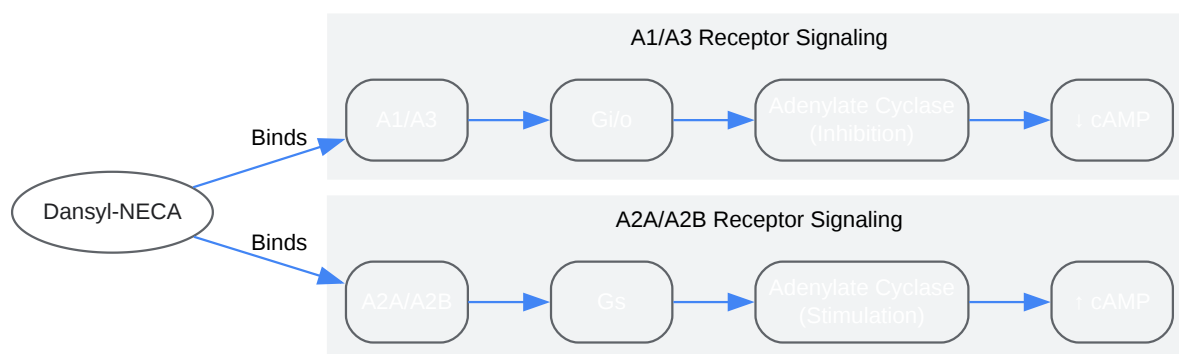 A1/A3 Receptor Signaling
A1/A3
Gi/o
Adenylate Cyclase
(Inhibition)
↓ cAMP
Binds
Dansyl-NECA
Binds
A2A/A2B Receptor Signaling
A2A/A2B
Gs
Adenylate Cyclase
(Stimulation)
↑ cAMP